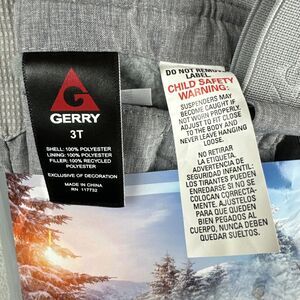 GERRY
3T
SHELL: 100% POLYESTER
LINING: 100% POLYESTER
FILLER: 100% RECYCLED
POLYESTER
EXCLUSIVE OF DECORATION
MADE IN CHINA
RN 117732
DO NOT REMOVE
LABEL.
CHILD SAFETY
WARNING:
SUSPENDERS MAY
BECOME CAUGHT IF
NOT WORN PROPERLY.
ADJUST TO FIT CLOSE
TO THE BODY AND
NEVER LEAVE HANGING
LOOSE.
NO RETIRAR
LA ETIQUETA.
ADVERTENCIA DE
SEGURIDAD INFANTIL:
LOS TIRANTES PUEDEN
ENREDARSE SI NO SE
COLOCAN CORRECTA-
MENTE. AJÚSTELOS
BIEN PEGADOS AL
CUERPO, Y NUNCA DEBEN
QUEDAR SUELTOS.